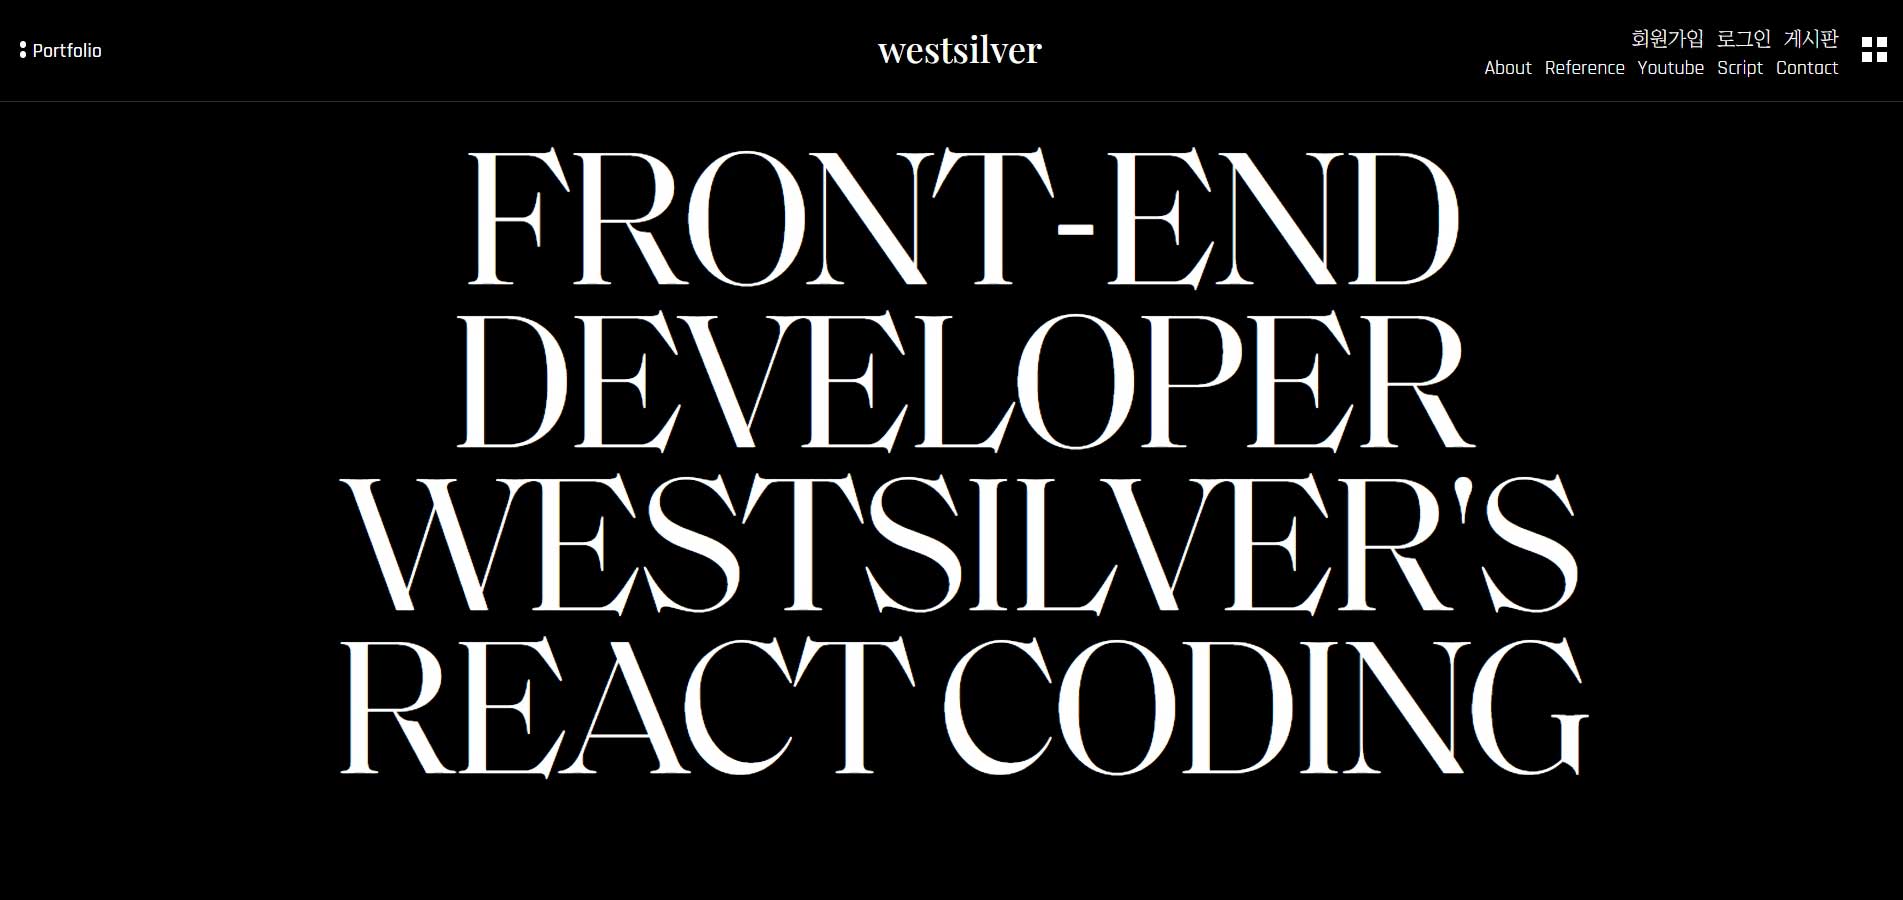 Portfolio
westsilver
회원가입 로그인 게시판
About Reference Youtube Script Contact
FRONT-END
DEVELOPER
WESTSILVER'S
REACT CODING